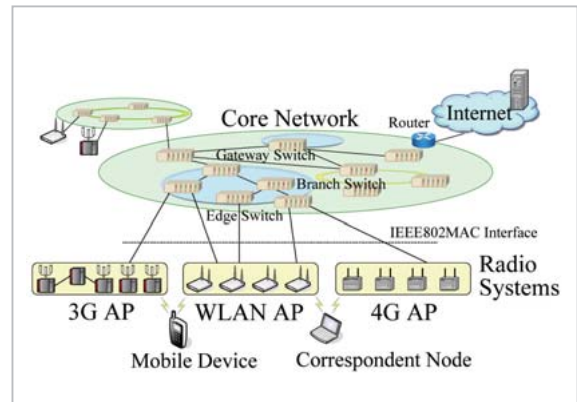 Core Network
Router
Internet
Gateway Switch
Branch Switch
Edge Switch
IEEE802MAC Interface
Radio
Systems
3G AP
WLAN AP
4G AP
Mobile Device
Correspondent Node